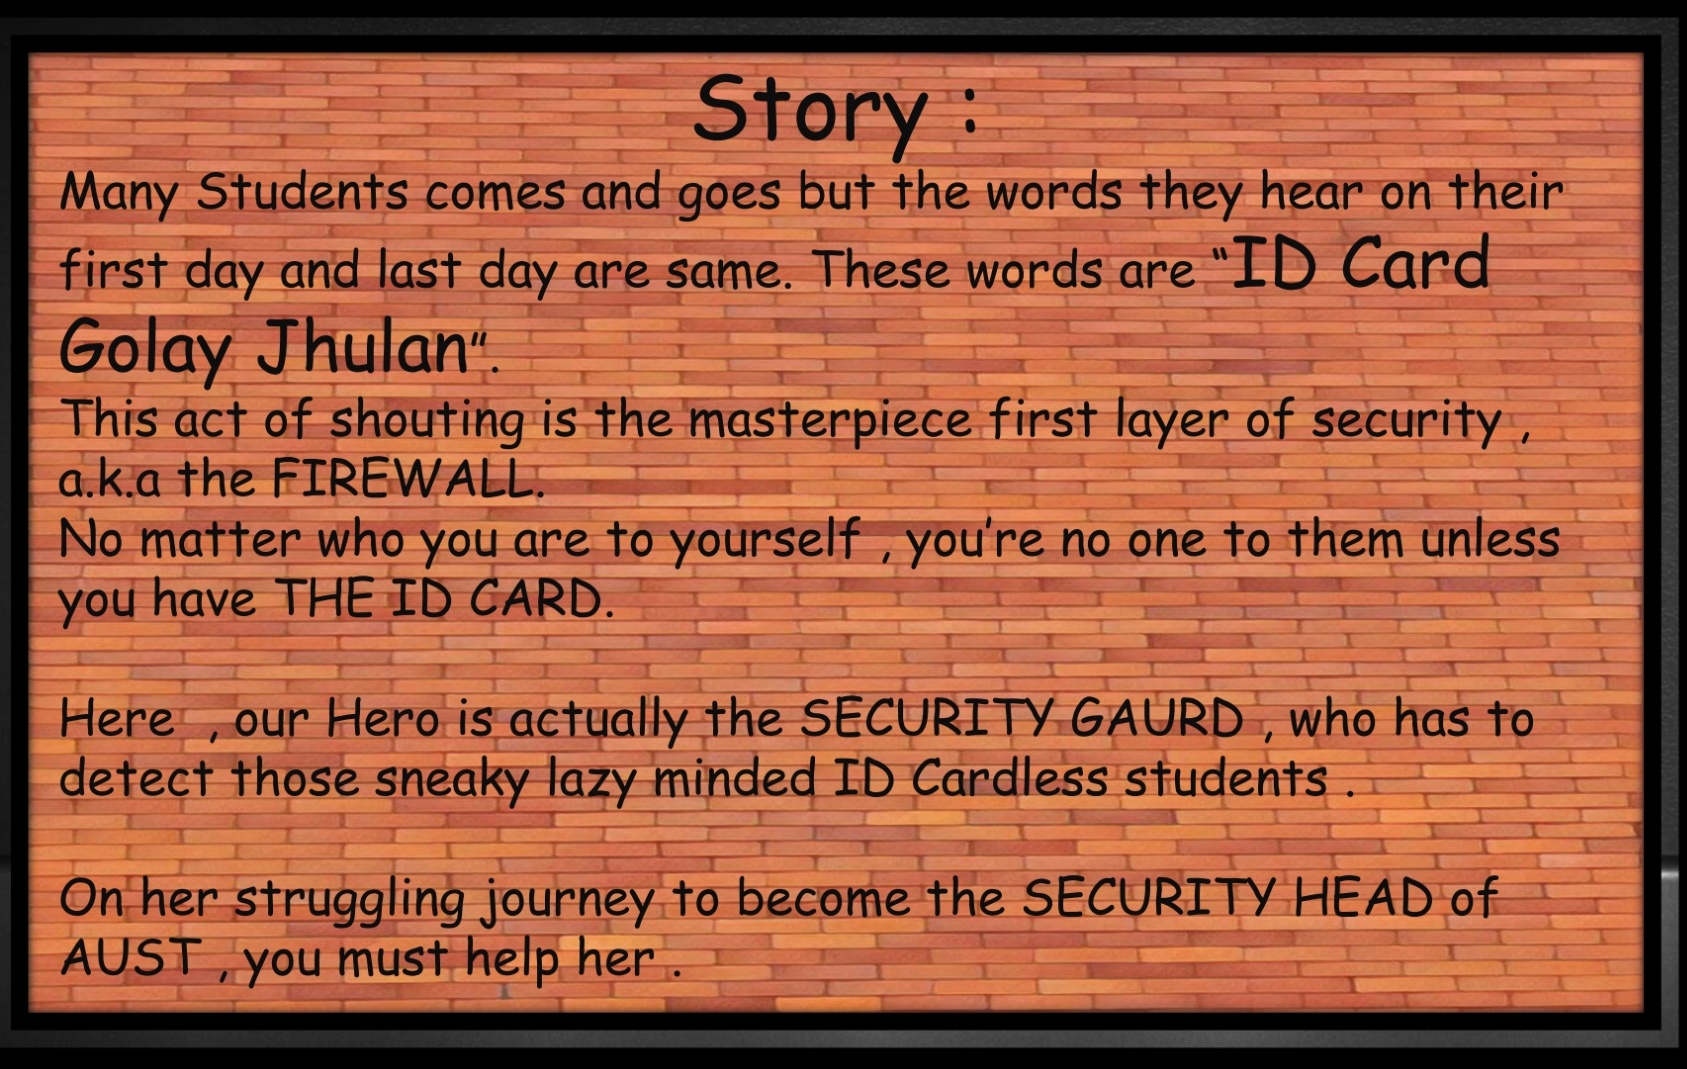 Story :
Many Students comes and goes but the words they hear on their
first day and last day are same. These words are “ID Card
Golay Jhulan”.
This act of shouting is the masterpiece first layer of security ,
a.k.a the FIREWALL.
No matter who you are to yourself , you’re no one to them unless
you have THE ID CARD.
Here , our Hero is actually the SECURITY GAURD , who has to
detect those sneaky lazy minded ID Cardless students .
On her struggling journey to become the SECURITY HEAD of
AUST , you must help her .